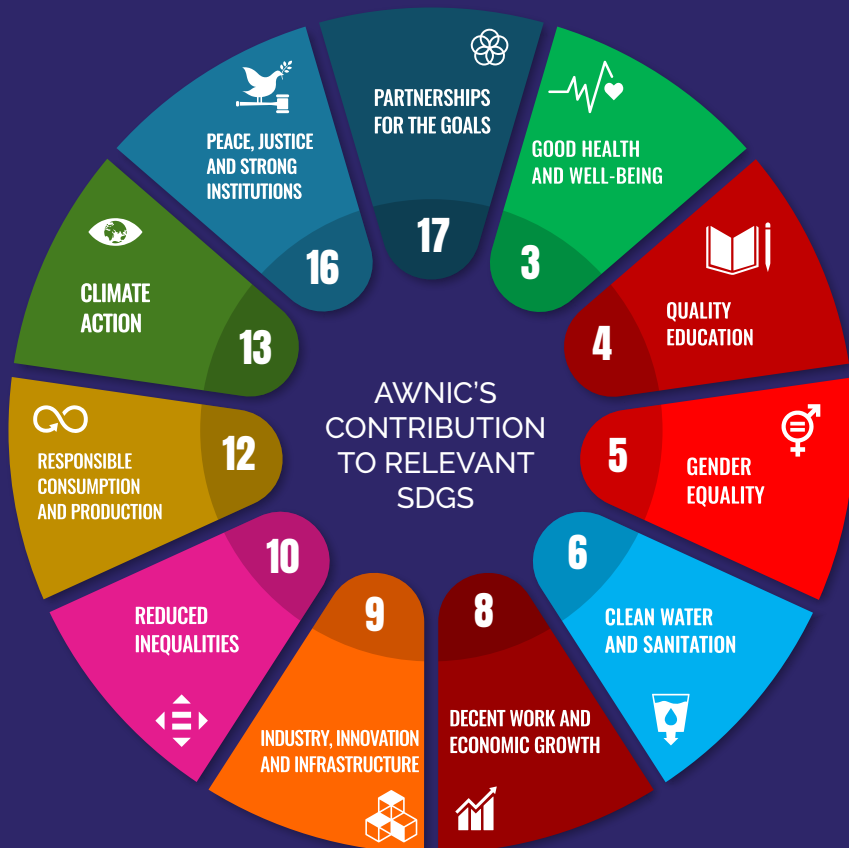 AWNIC'S
CONTRIBUTION
TO RELEVANT
SDGS
17
PARTNERSHIPS
FOR THE GOALS
3
GOOD HEALTH
AND WELL-BEING
4
QUALITY
EDUCATION
5
GENDER
EQUALITY
6
CLEAN WATER
AND SANITATION
8
DECENT WORK AND
ECONOMIC GROWTH
9
INDUSTRY, INNOVATION
AND INFRASTRUCTURE
10
REDUCED
INEQUALITIES
12
RESPONSIBLE
CONSUMPTION
AND PRODUCTION
13
CLIMATE
ACTION
16
PEACE, JUSTICE
AND STRONG
INSTITUTIONS